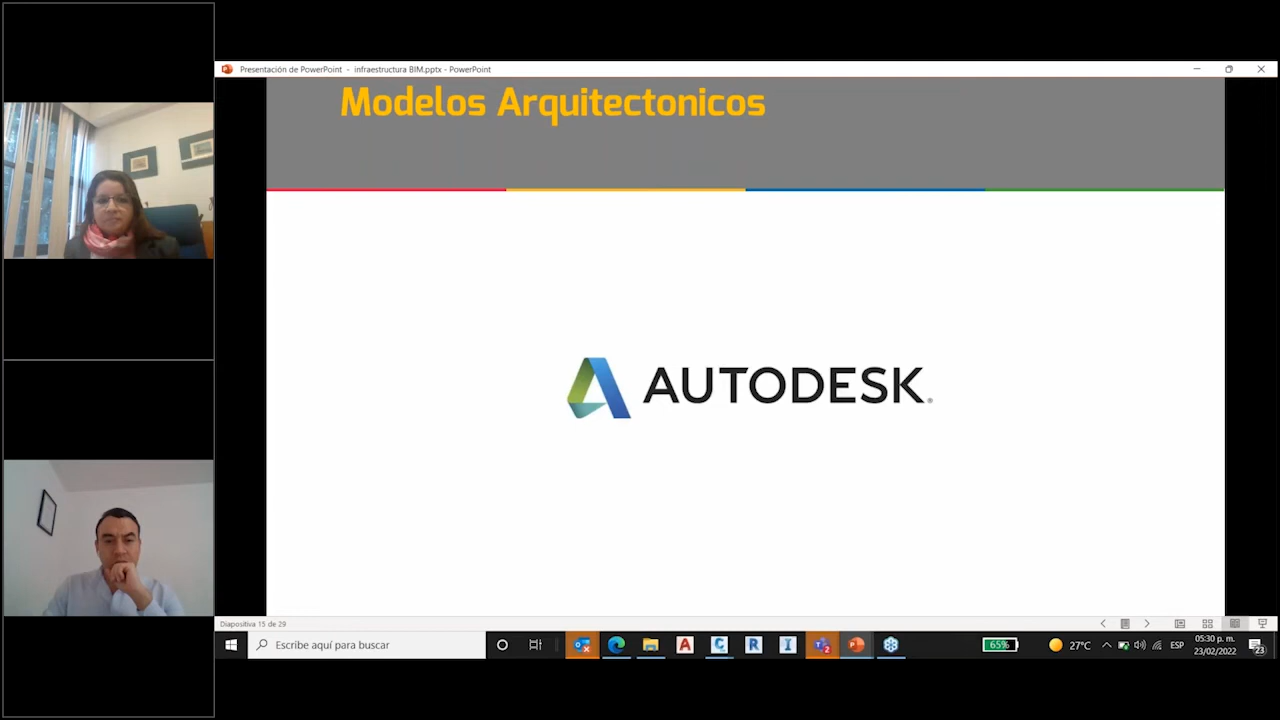 Presentación de PowerPoint - infraestructura BIM.pptx - PowerPoint
Modelos Arquitectonicos
AUTODESK®
Diapositiva 15 de 29
Escribe aquí para buscar
A
C
R
I
65%
27°C
ESP
05:30 p. m.
23/02/2022
23